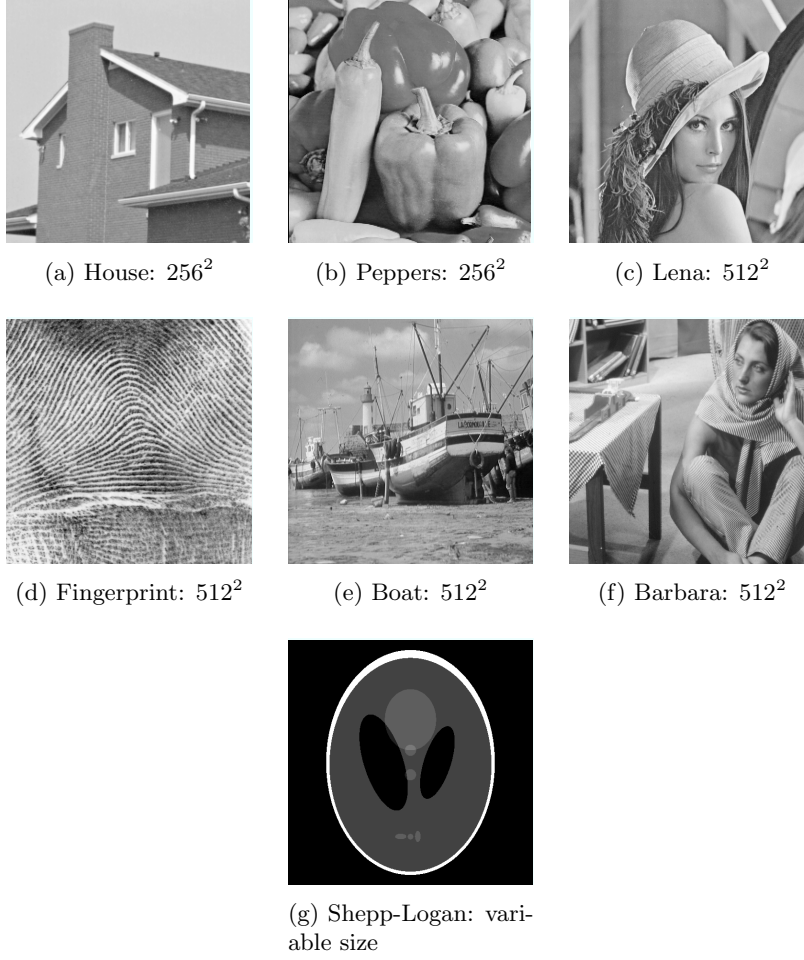 (a) House: 256²
(b) Peppers: 256²
(c) Lena: 512²
(d) Fingerprint: 512²
(e) Boat: 512²
(f) Barbara: 512²
(g) Shepp-Logan: vari-
able size